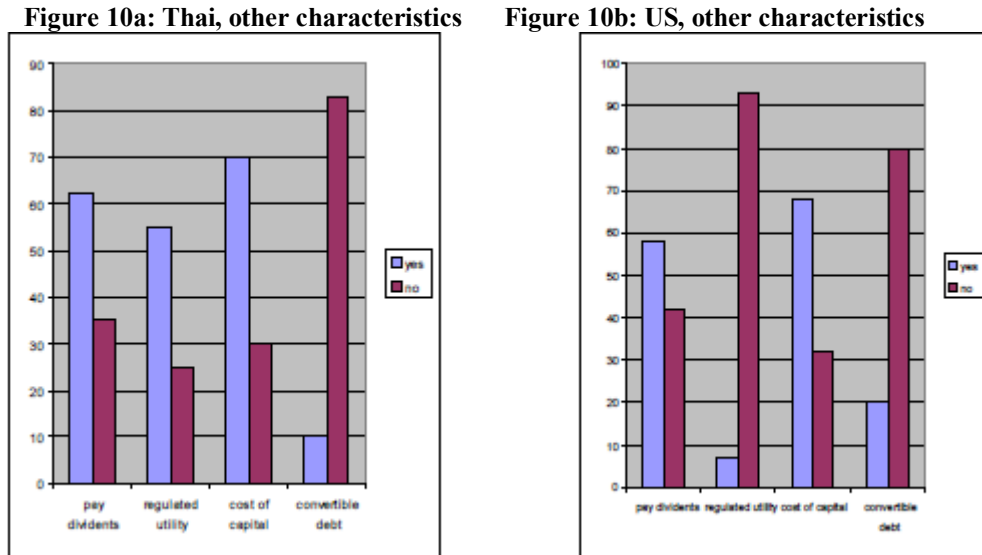 Figure 10a: Thai, other characteristics
90
80
70
60
50
40
30
20
10
0
pay
dividents
regulated
utility
cost of
capital
convertible
debt
yes
no
Figure 10b: US, other characteristics
100
90
80
70
60
50
40
30
20
10
0
pay dividents
regulated utility
cost of capital
convertible
debt
yes
no